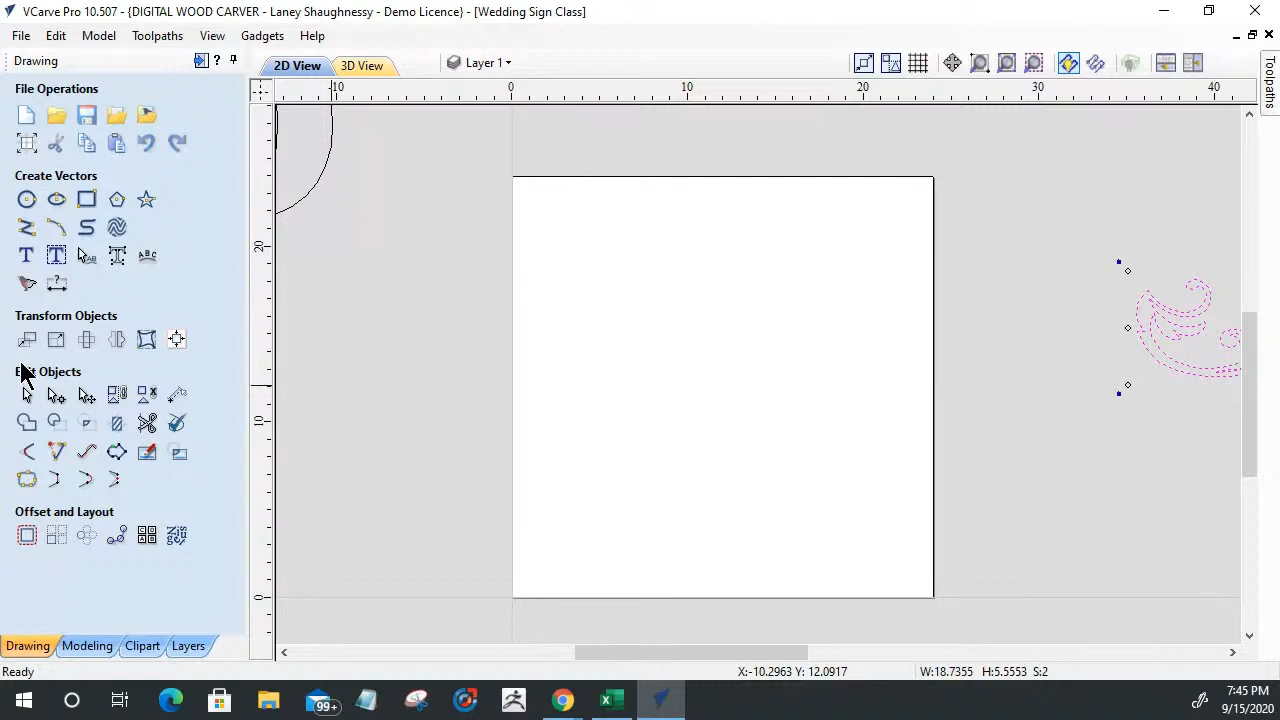 VCarve Pro 10.507 - {DIGITAL WOOD CARVER - Laney Shaughnessy - Demo Licence} - [Wedding Sign Class]
File Edit Model Toolpaths View Gadgets Help
Drawing
2D View 3D View Layer 1
File Operations
Create Vectors
Transform Objects
Edit Objects
Offset and Layout
-10 0 10 20 30 40
20
10
0
Toolpaths
Drawing Modeling Clipart Layers
Ready X:-10.2963 Y: 12.0917 W:18.7355 H:5.5553 S:2
99+
7:45 PM
9/15/2020